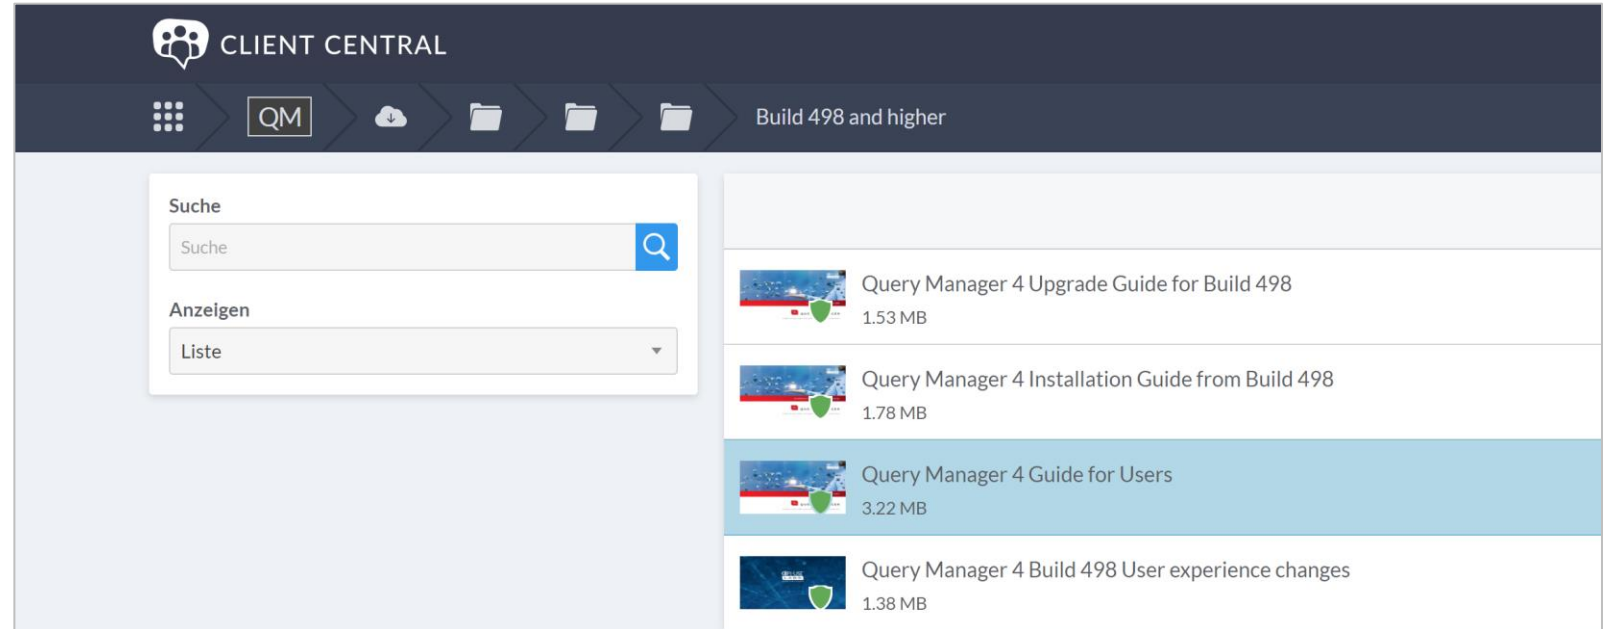 CLIENT CENTRAL
QM
Build 498 and higher
Suche
Suche
Anzeigen
Liste
Query Manager 4 Upgrade Guide for Build 498
1.53 MB
Query Manager 4 Installation Guide from Build 498
1.78 MB
Query Manager 4 Guide for Users
3.22 MB
Query Manager 4 Build 498 User experience changes
1.38 MB